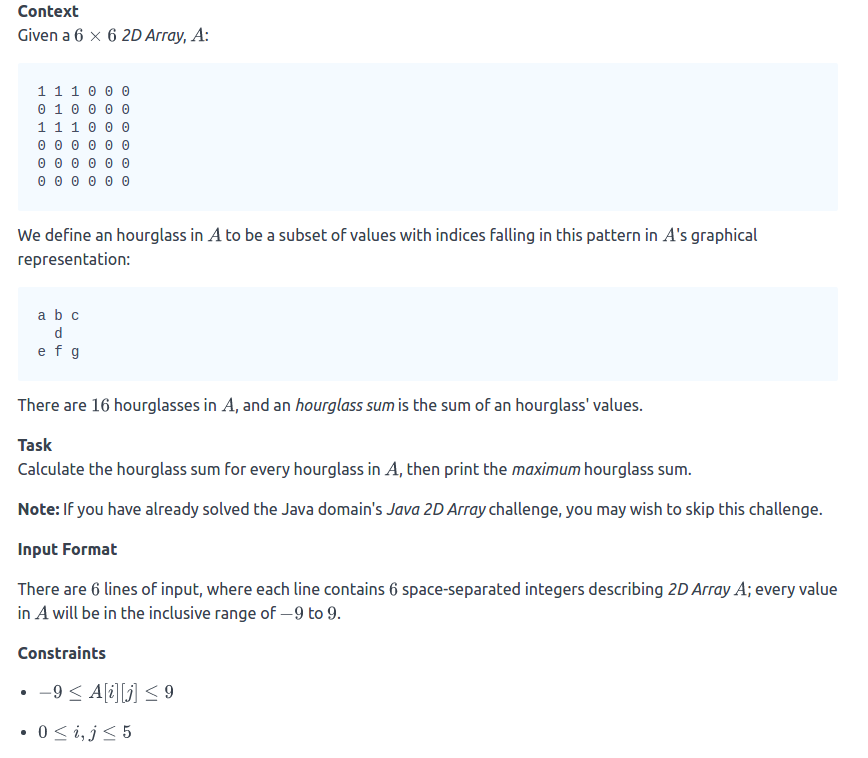 Context
Given a 6 × 6 2D Array, A:
1 1 1 0 0 0
0 1 0 0 0 0
1 1 1 0 0 0
0 0 0 0 0 0
0 0 0 0 0 0
0 0 0 0 0 0
We define an hourglass in A to be a subset of values with indices falling in this pattern in A's graphical
representation:
a b c
d
e f g
There are 16 hourglasses in A, and an hourglass sum is the sum of an hourglass' values.
Task
Calculate the hourglass sum for every hourglass in A, then print the maximum hourglass sum.
Note: If you have already solved the Java domain's Java 2D Array challenge, you may wish to skip this challenge.
Input Format
There are 6 lines of input, where each line contains 6 space-separated integers describing 2D Array A; every value
in A will be in the inclusive range of −9 to 9.
Constraints
• −9 ≤ A[i][j] ≤ 9
• 0 ≤ i, j ≤ 5